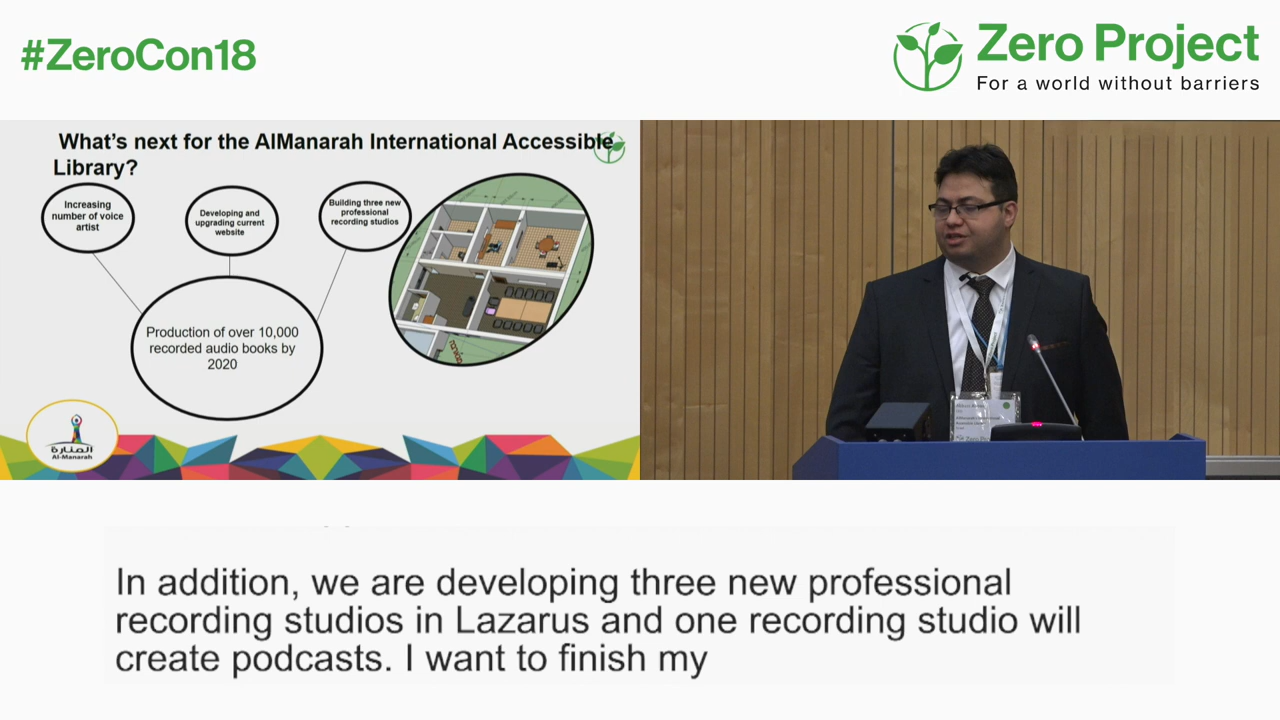 #ZeroCon18
Zero Project
For a world without barriers
What's next for the AlManarah International Accessible
Library?
Increasing
number of voice
artist
Developing and
upgrading current
website
Building three new
professional
recording studios
Production of over 10,000
recorded audio books by
2020
المنارة
Al-Manarah
In addition, we are developing three new professional
recording studios in Lazarus and one recording studio will
create podcasts. I want to finish my